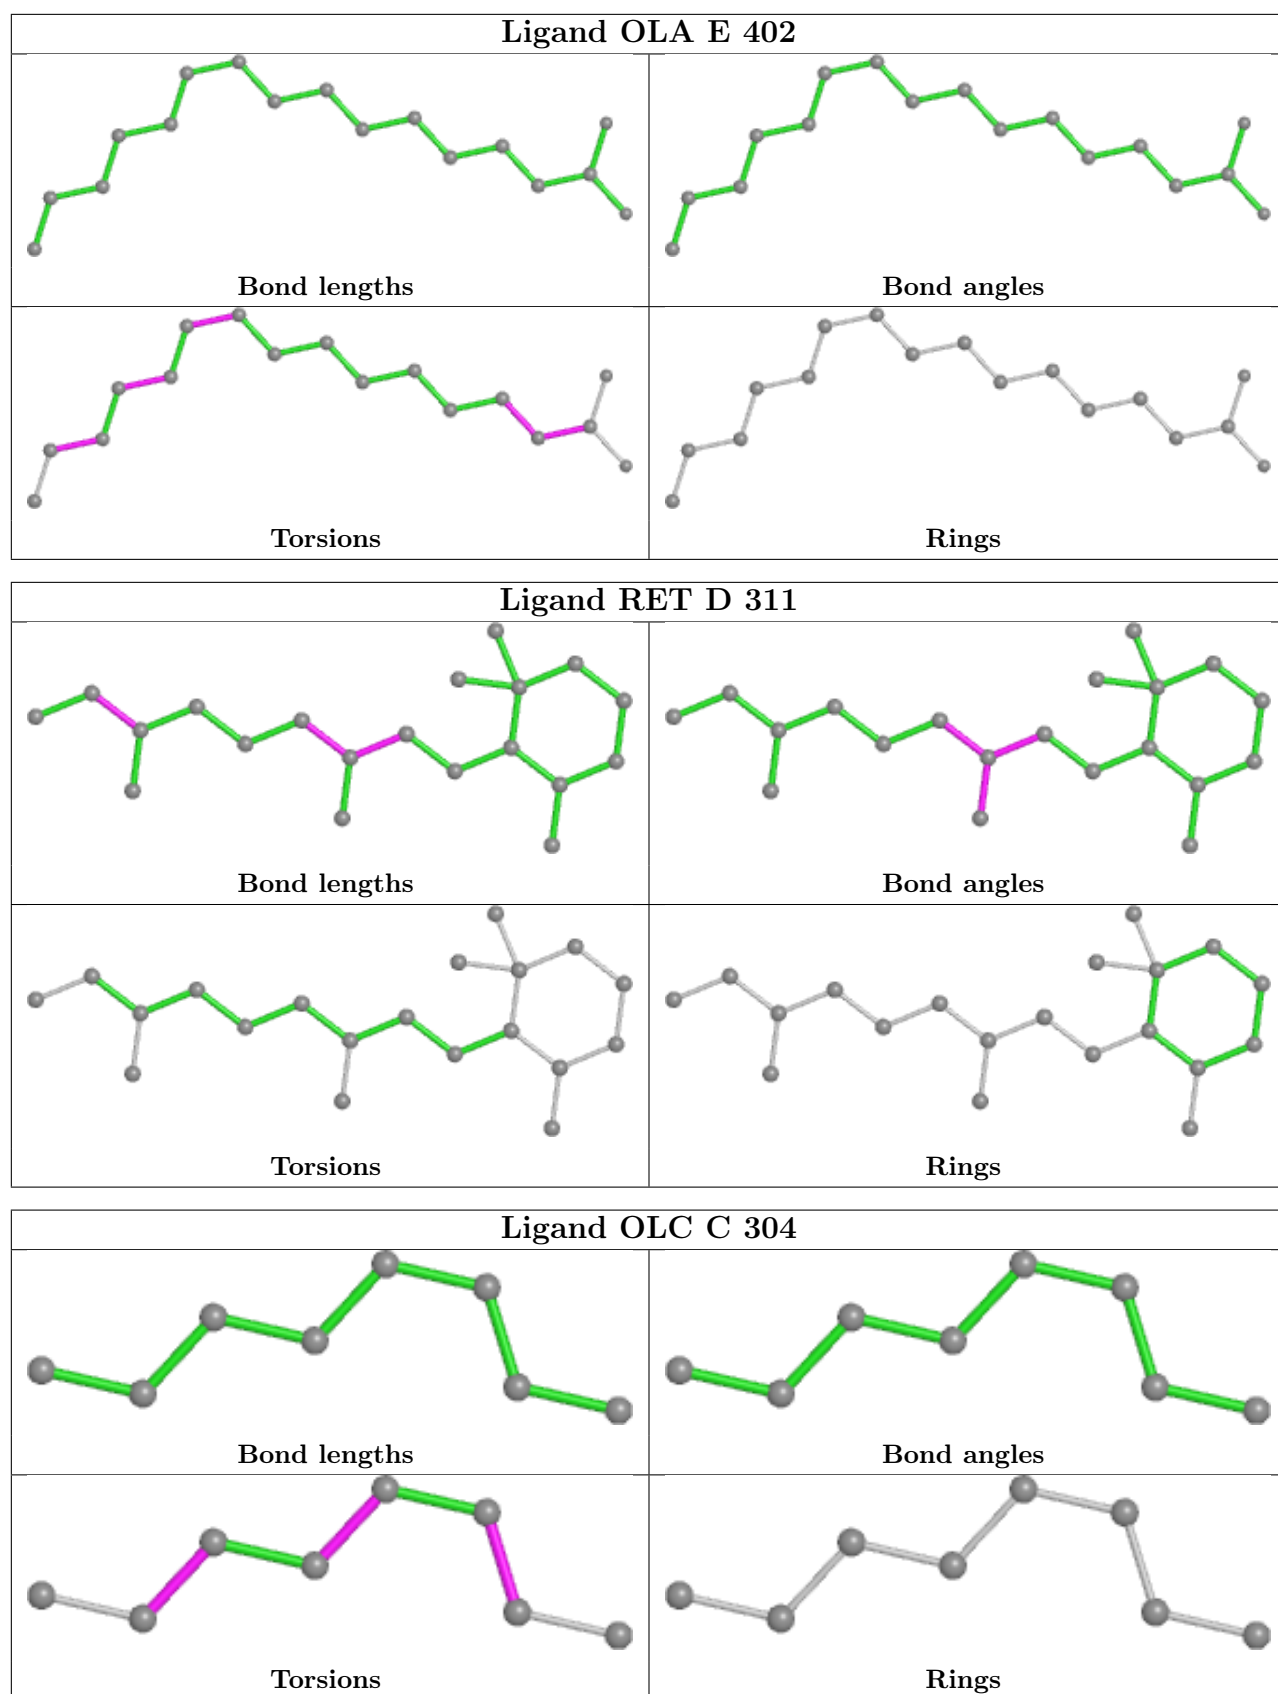 Ligand OLA E 402
Bond lengths
Bond angles
Torsions
Rings
Ligand RET D 311
Bond lengths
Bond angles
Torsions
Rings
Ligand OLC C 304
Bond lengths
Bond angles
Torsions
Rings